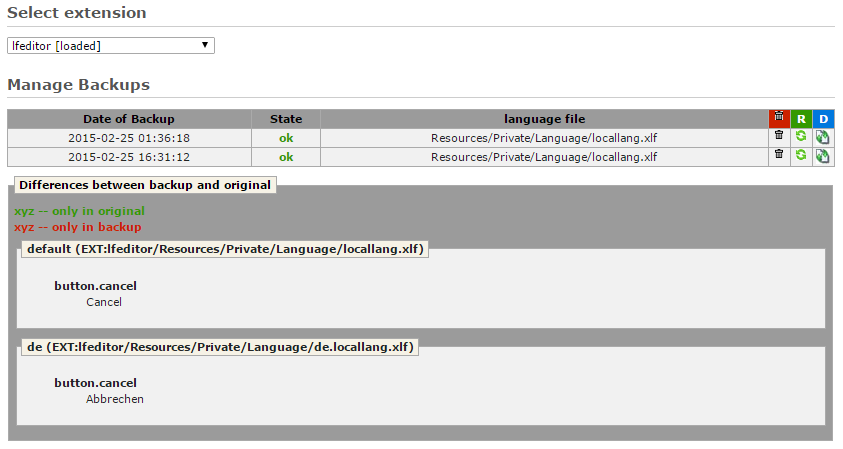 Select extension
lfeditor [loaded]
Manage Backups
Date of Backup State language file R D
2015-02-25 01:36:18 ok Resources/Private/Language/locallang.xlf
2015-02-25 16:31:12 ok Resources/Private/Language/locallang.xlf
Differences between backup and original
xyz -- only in original
xyz -- only in backup
default (EXT:lfeditor/Resources/Private/Language/locallang.xlf)
button.cancel
Cancel
de (EXT:lfeditor/Resources/Private/Language/de.locallang.xlf)
button.cancel
Abbrechen